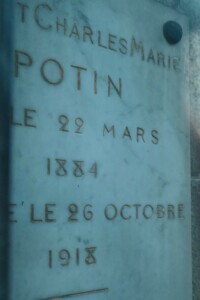 T CHARLES MARIE
POTIN
LE 22 MARS
1884
E LE 26 OCTOBRE
1918